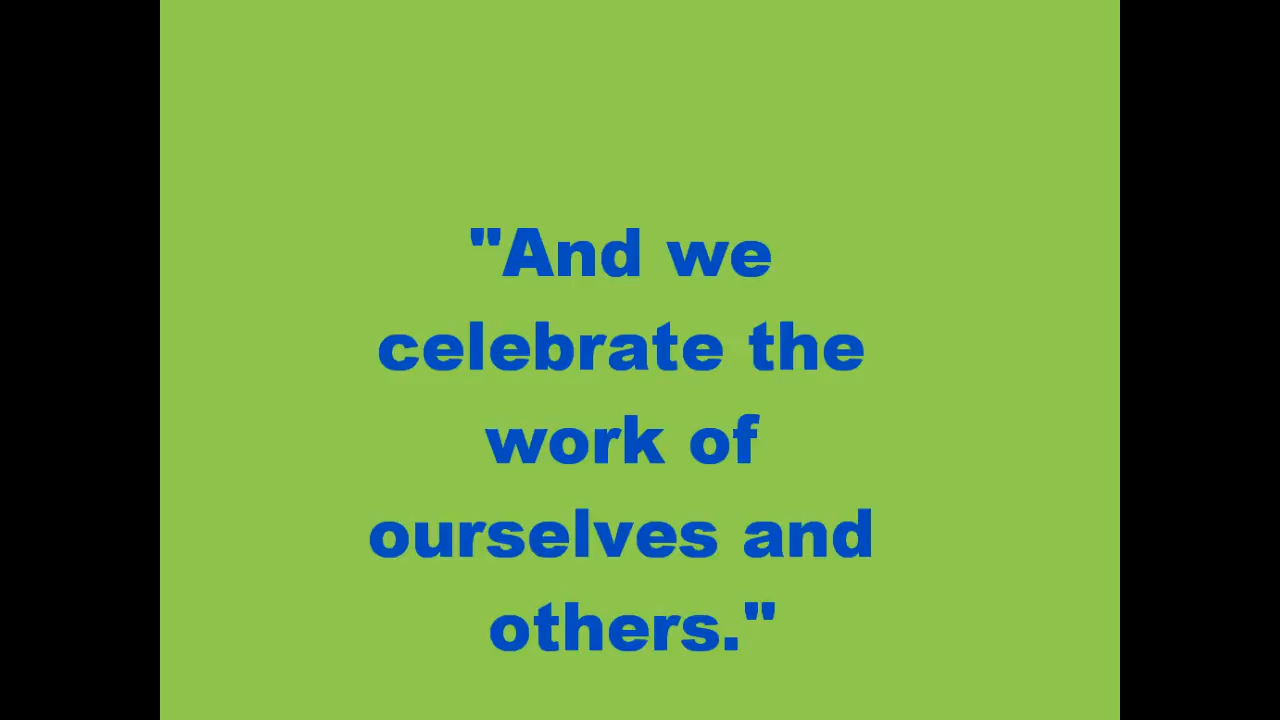 "And we
celebrate the
work of
ourselves and
others."